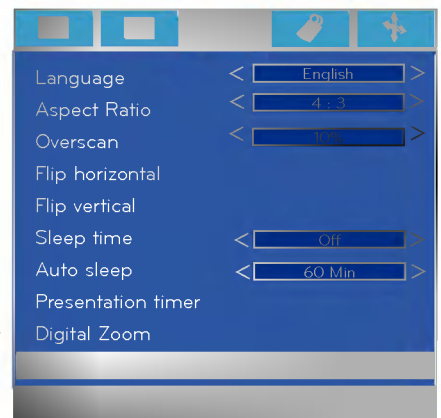 Language < English >
Aspect Ratio < 4 : 3 >
Overscan < 10% >
Flip horizontal
Flip vertical
Sleep time < Off >
Auto sleep < 60 Min >
Presentation timer
Digital Zoom